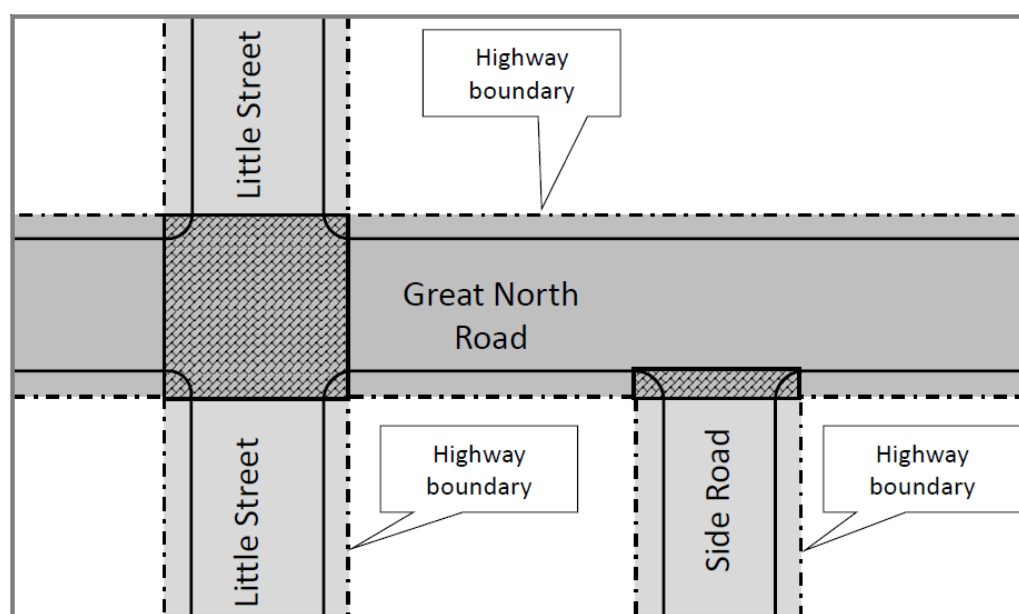 Little Street
Highway
boundary
Great North
Road
Little Street
Highway
boundary
Side Road
Highway
boundary